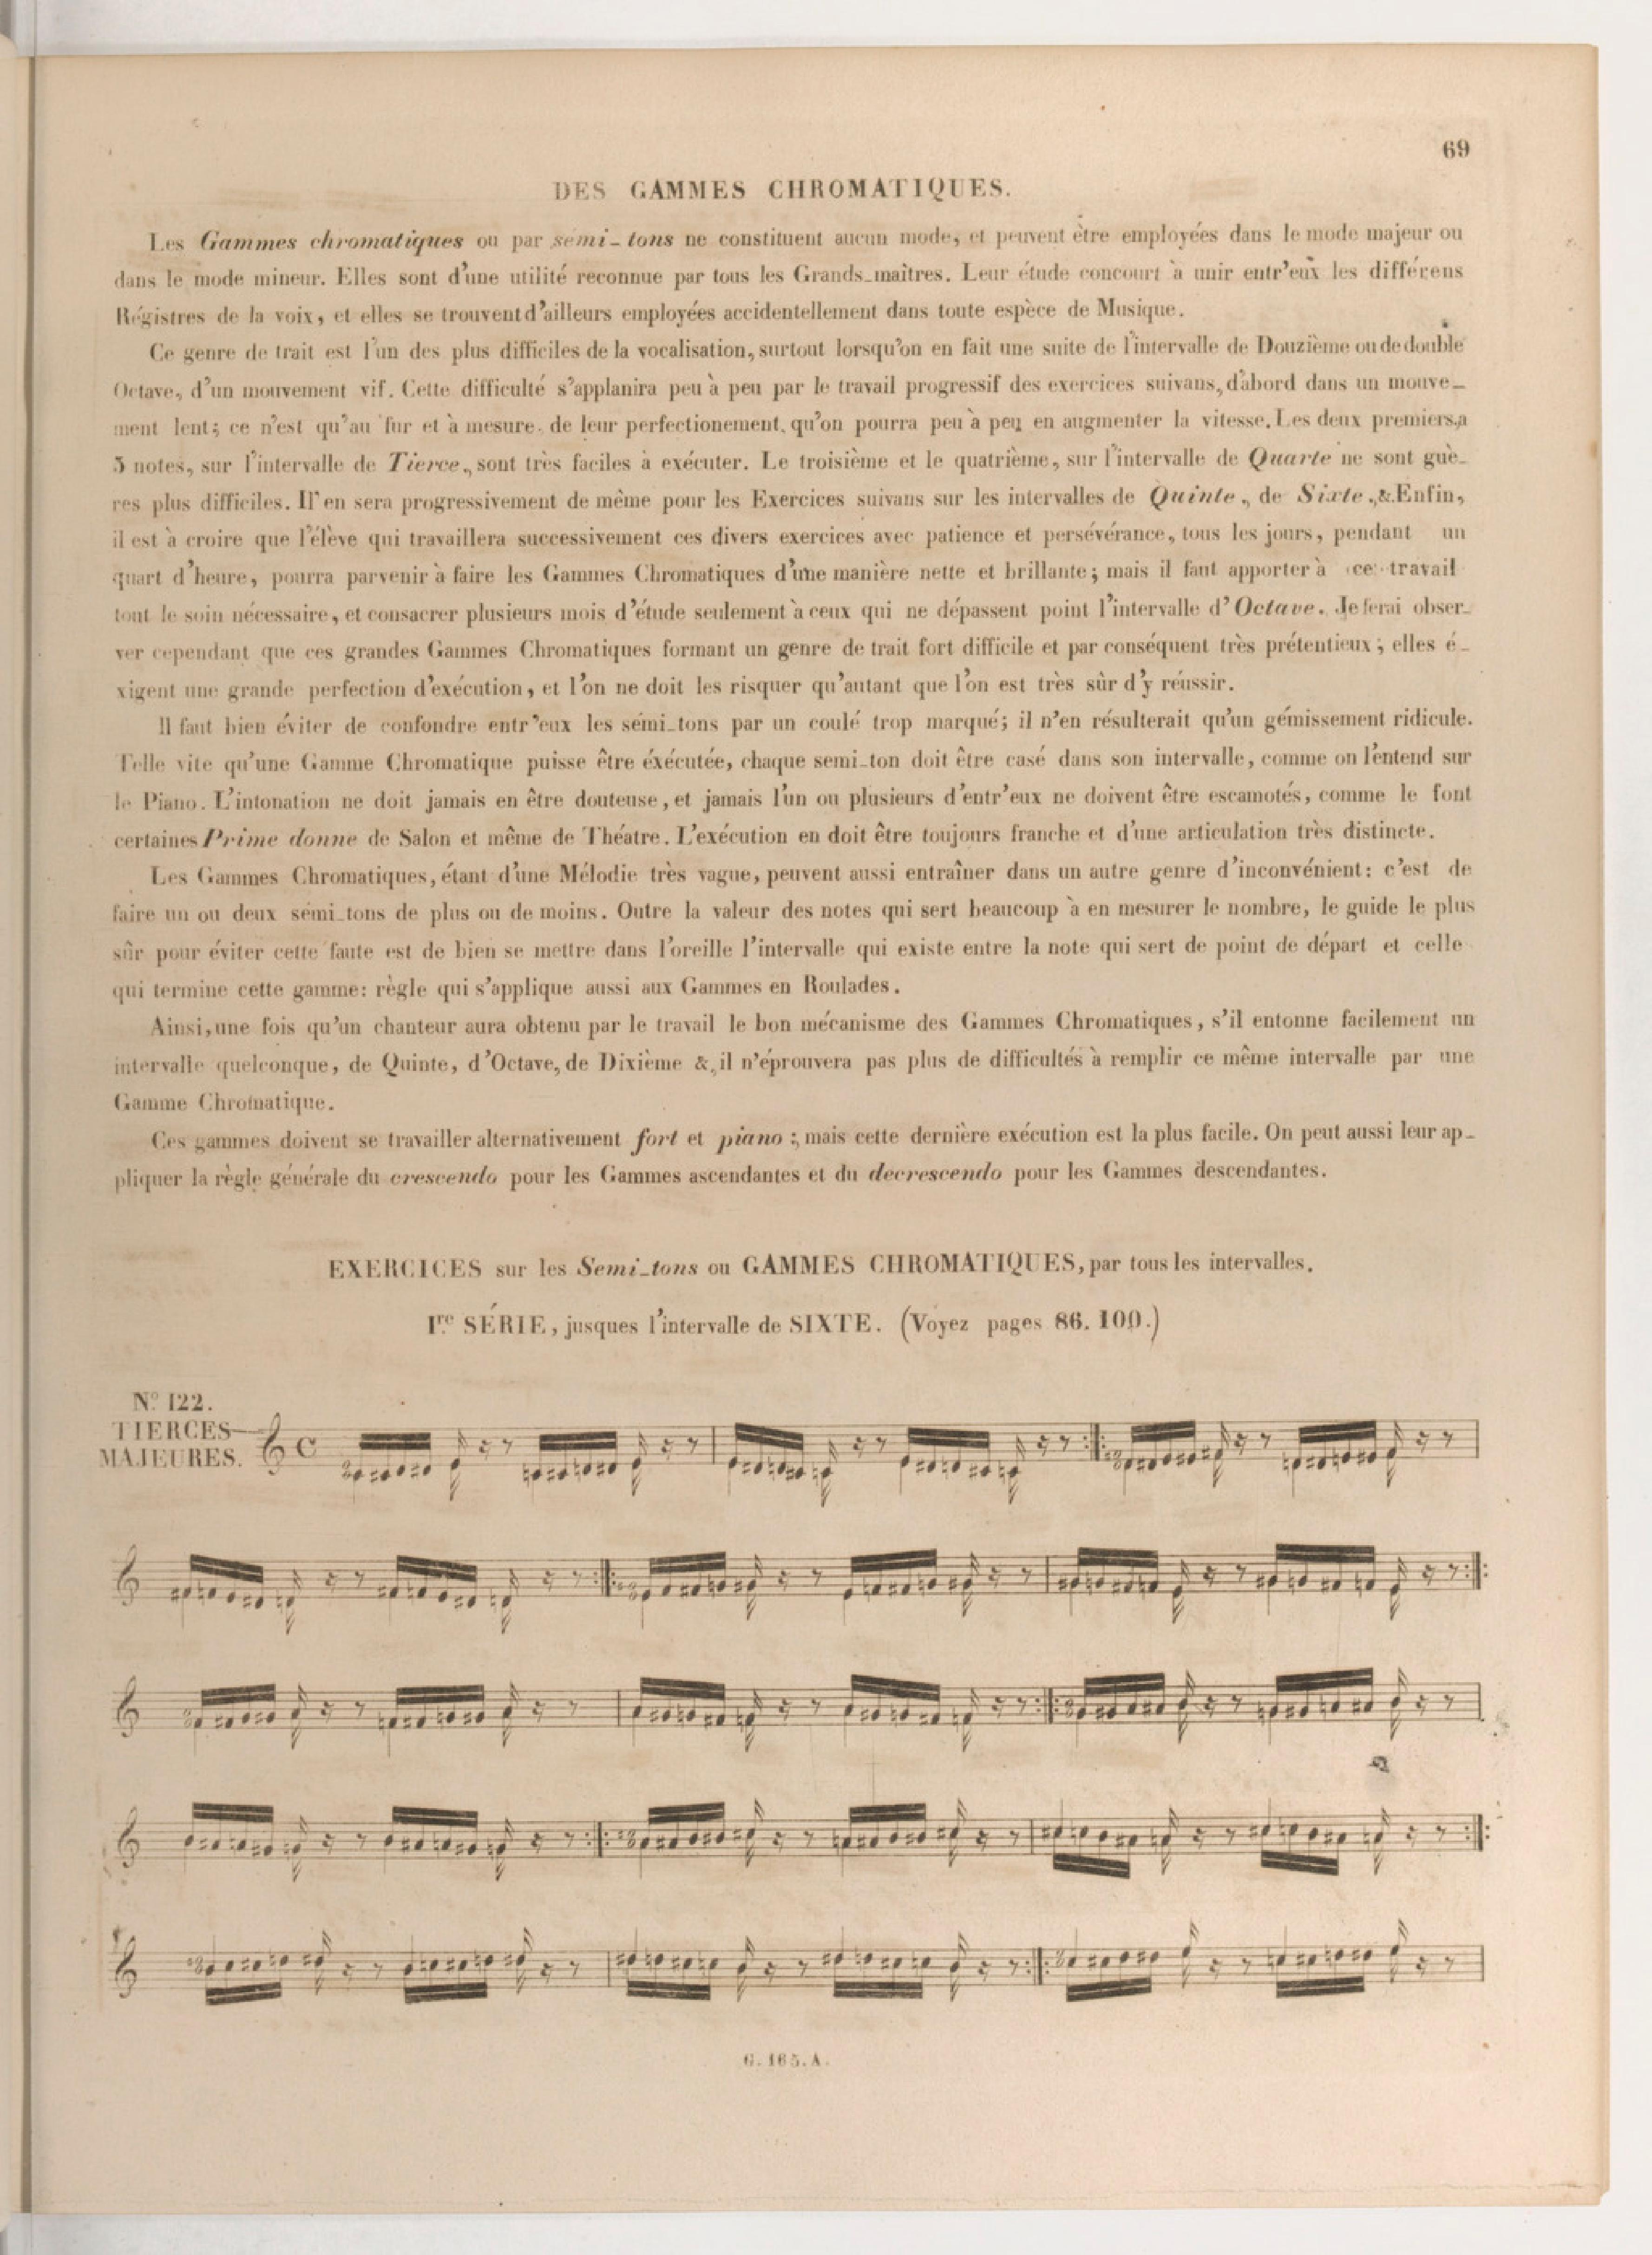 69
DES GAMMES CHROMATIQUES.
Les Gammes chromatiques ou par sémi-tons ne constituent aucun mode, et peuvent être employées dans le mode majeur ou
dans le mode mineur. Elles sont d'une utilité reconnue par tous les Grands-maîtres. Leur étude concourt à unir entr'eux les différens
Régistres de la voix, et elles se trouvent d'ailleurs employées accidentellement dans toute espèce de Musique.
Ce genre de trait est l'un des plus difficiles de la vocalisation, surtout lorsqu'on en fait une suite de l'intervalle de Douzième ou de double
Octave, d'un mouvement vif. Cette difficulté s'applanira peu à peu par le travail progressif des exercices suivans, d'abord dans un mouve-
ment lent; ce n'est qu'au fur et à mesure de leur perfectionement, qu'on pourra peu à peu en augmenter la vitesse. Les deux premiers, a
5 notes, sur l'intervalle de Tierce, sont très faciles à exécuter. Le troisième et le quatrième, sur l'intervalle de Quarte ne sont guè-
res plus difficiles. Il en sera progressivement de même pour les Exercices suivans sur les intervalles de Quinte, de Sixte, &. Enfin,
il est à croire que l'élève qui travaillera successivement ces divers exercices avec patience et persévérance, tous les jours, pendant un
quart d'heure, pourra parvenir à faire les Gammes Chromatiques d'une manière nette et brillante; mais il faut apporter à ce travail
tout le soin nécessaire, et consacrer plusieurs mois d'étude seulement à ceux qui ne dépassent point l'intervalle d'Octave. Je ferai obser-
ver cependant que ces grandes Gammes Chromatiques formant un genre de trait fort difficile et par conséquent très prétentieux; elles é-
xigent une grande perfection d'exécution, et l'on ne doit les risquer qu'autant que l'on est très sûr d'y réussir.
Il faut bien éviter de confondre entr'eux les sémi-tons par un coulé trop marqué; il n'en résulterait qu'un gémissement ridicule.
Telle vite qu'une Gamme Chromatique puisse être éxécutée, chaque semi-ton doit être casé dans son intervalle, comme on l'entend sur
le Piano. L'intonation ne doit jamais en être douteuse, et jamais l'un ou plusieurs d'entr'eux ne doivent être escamotés, comme le font
certaines Prime donne de Salon et même de Théatre. L'exécution en doit être toujours franche et d'une articulation très distincte.
Les Gammes Chromatiques, étant d'une Mélodie très vague, peuvent aussi entraîner dans un autre genre d'inconvénient: c'est de
faire un ou deux sémi-tons de plus ou de moins. Outre la valeur des notes qui sert beaucoup à en mesurer le nombre, le guide le plus
sûr pour éviter cette faute est de bien se mettre dans l'oreille l'intervalle qui existe entre la note qui sert de point de départ et celle
qui termine cette gamme: règle qui s'applique aussi aux Gammes en Roulades.
Ainsi, une fois qu'un chanteur aura obtenu par le travail le bon mécanisme des Gammes Chromatiques, s'il entonne facilement un
intervalle quelconque, de Quinte, d'Octave, de Dixième &, il n'éprouvera pas plus de difficultés à remplir ce même intervalle par une
Gamme Chromatique.
Ces gammes doivent se travailler alternativement fort et piano; mais cette dernière exécution est la plus facile. On peut aussi leur ap-
pliquer la règle générale du crescendo pour les Gammes ascendantes et du decrescendo pour les Gammes descendantes.
EXERCICES sur les Semi-tons ou GAMMES CHROMATIQUES, par tous les intervalles.
Ire SÉRIE, jusques l'intervalle de SIXTE. (Voyez pages 86. 100.)
No. 122.
TIERCES
MAJEURES.
G. 165. A.